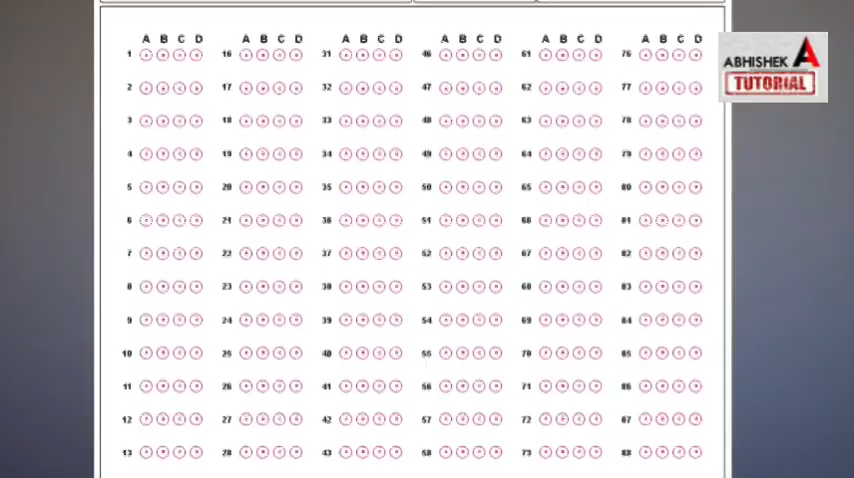 A B C D A B C D A B C D A B C D A B C D A B C D
1 16 31 46 61 76
2 17 32 47 62 77
3 18 33 48 63 78
4 19 34 49 64 79
5 20 35 50 65 80
6 21 36 51 66 81
7 22 37 52 67 82
8 23 38 53 68 83
9 24 39 54 69 84
10 25 40 55 70 85
11 26 41 56 71 86
12 27 42 57 72 87
13 28 43 58 73 88
ABHISHEK A
TUTORIAL